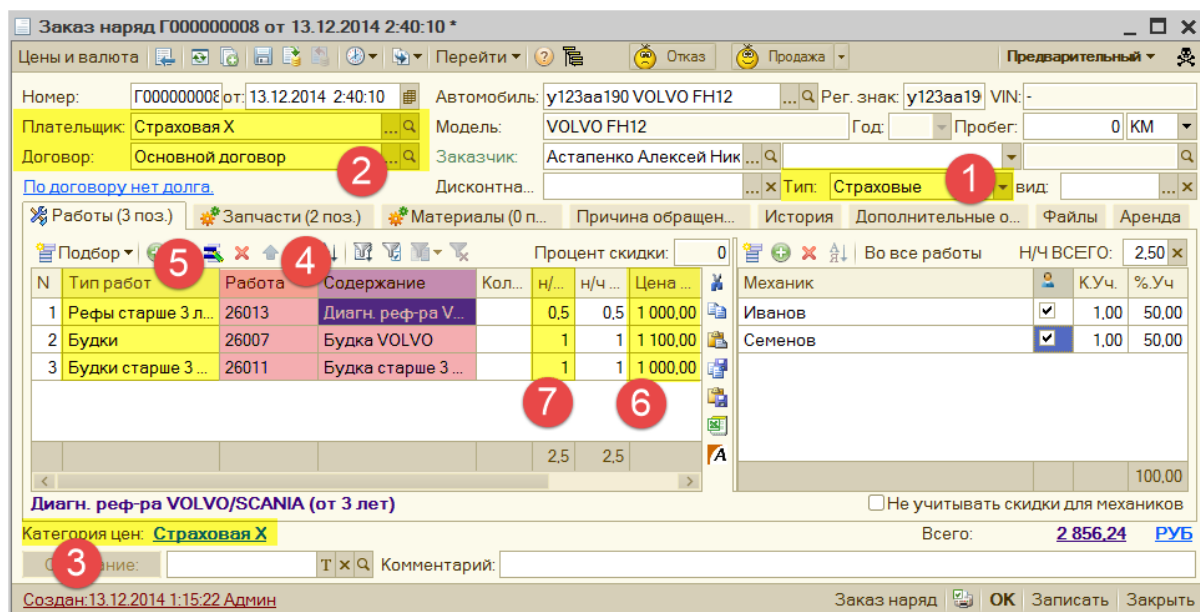 Заказ наряд Г000000008 от 13.12.2014 2:40:10 *
Цены и валюта Перейти Отказ Продажа Предварительный
Номер: Г000000008 от: 13.12.2014 2:40:10 Автомобиль: у123аа190 VOLVO FH12 ... Рег. знак: у123аа19 VIN: -
Плательщик: Страховая Х ... Модель: VOLVO FH12 Год: Пробег: 0 КМ
Договор: Основной договор ... Заказчик: Астапенко Алексей Ник ...
2
По договору нет долга. Дисконтна... ... Тип: Страховые 1 вид: ...
Работы (3 поз.) Запчасти (2 поз.) Материалы (0 п... Причина обращен... История Дополнительные о... Файлы Аренда
Подбор 5 4 Процент скидки: 0 Во все работы Н/Ч ВСЕГО: 2,50
N Тип работ Работа Содержание Кол... н/... н/ч ... Цена ... Механик К.Уч. %.Уч
1 Рефы старше 3 л... 26013 Диагн. реф-ра V... 0,5 0,5 1 000,00 Иванов 1,00 50,00
2 Будки 26007 Будка VOLVO 1 1 1 100,00 Семенов 1,00 50,00
3 Будки старше 3 ... 26011 Будка старше 3 ... 1 1 1 000,00
7 6
2,5 2,5
100,00
Диагн. реф-ра VOLVO/SCANIA (от 3 лет) Не учитывать скидки для механиков
Категория цен: Страховая Х Всего: 2 856,24 РУБ
3 Т Комментарий:
Создан:13.12.2014 1:15:22 Админ Заказ наряд ОК Записать Закрыть